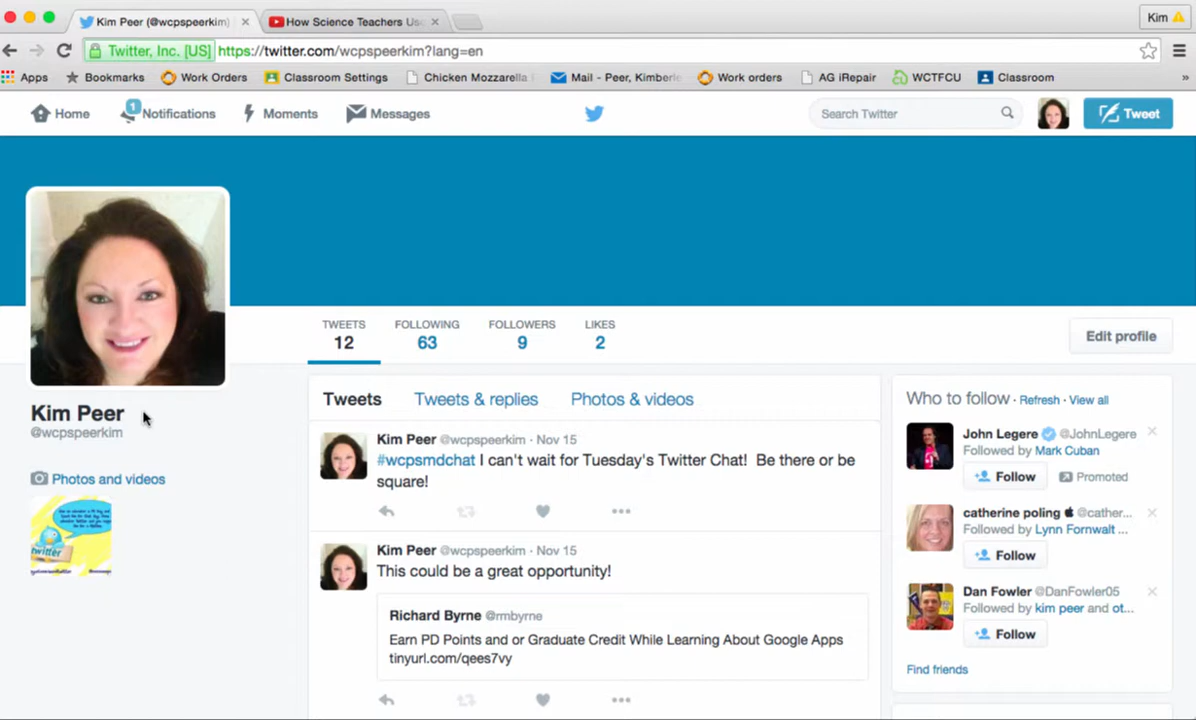 Kim Peer (@wcpspeerkim)
How Science Teachers Us
Kim
Twitter, Inc. [US] https://twitter.com/wcpspeerkim?lang=en
Apps Bookmarks Work Orders Classroom Settings Chicken Mozzarella Mail - Peer, Kimberle Work orders AG iRepair WCTFCU Classroom »
Home 1 Notifications Moments Messages Search Twitter Tweet
TWEETS FOLLOWING FOLLOWERS LIKES
12 63 9 2
Edit profile
Kim Peer
@wcpspeerkim
Photos and videos
twitter
Tweets Tweets & replies Photos & videos
Kim Peer @wcpspeerkim · Nov 15
#wcpsmdchat I can't wait for Tuesday's Twitter Chat! Be there or be
square!
Kim Peer @wcpspeerkim · Nov 15
This could be a great opportunity!
Richard Byrne @rmbyrne
Earn PD Points and or Graduate Credit While Learning About Google Apps
tinyurl.com/qees7vy
Who to follow · Refresh · View all
John Legere @JohnLegere
Followed by Mark Cuban
Follow Promoted
catherine poling @cather...
Followed by Lynn Fornwalt ...
Follow
Dan Fowler @DanFowler05
Followed by kim peer and ot...
Follow
Find friends